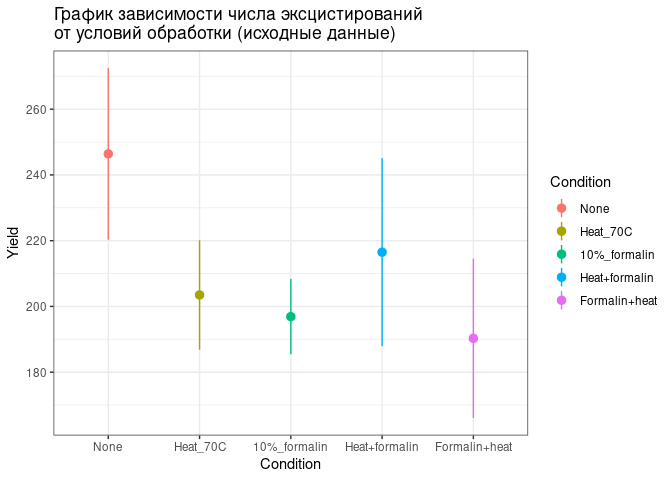 График зависимости числа эксцистирований
от условий обработки (исходные данные)
Yield
260
240
220
200
180
None
Heat_70C
10%_formalin
Heat+formalin
Formalin+heat
Condition
Condition
None
Heat_70C
10%_formalin
Heat+formalin
Formalin+heat